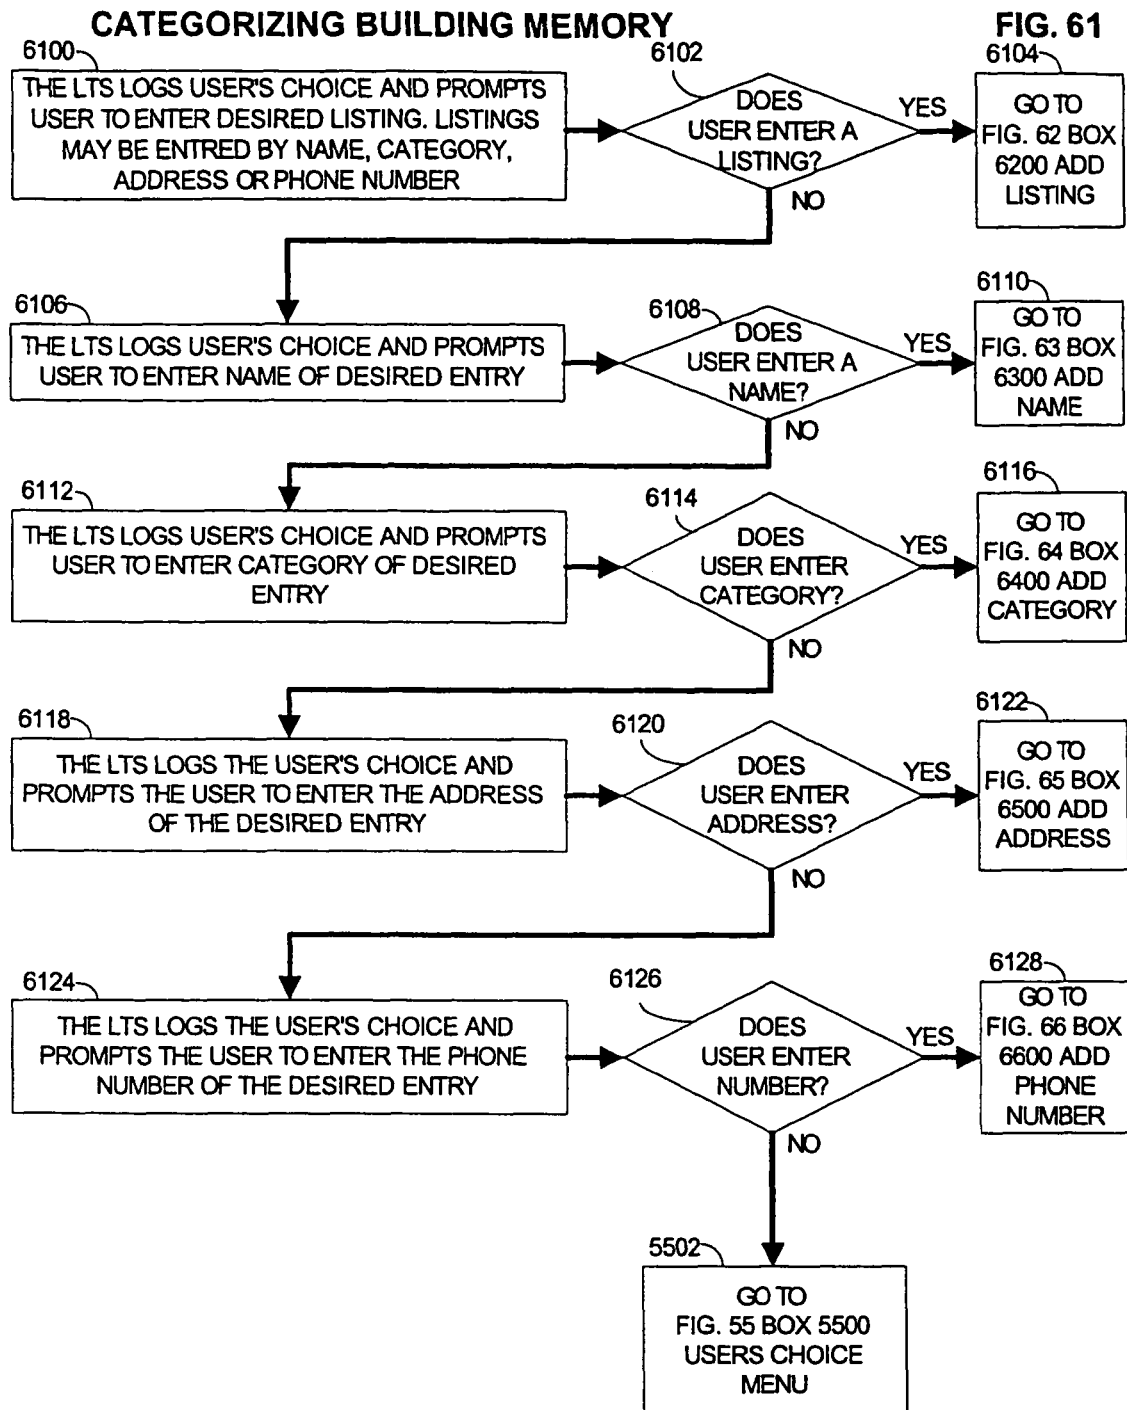 CATEGORIZING BUILDING MEMORY
FIG. 61
6100
THE LTS LOGS USER'S CHOICE AND PROMPTS
USER TO ENTER DESIRED LISTING. LISTINGS
MAY BE ENTRED BY NAME, CATEGORY,
ADDRESS OR PHONE NUMBER
6102
DOES
USER ENTER A
LISTING?
YES
NO
6104
GO TO
FIG. 62 BOX
6200 ADD
LISTING
6106
THE LTS LOGS USER'S CHOICE AND PROMPTS
USER TO ENTER NAME OF DESIRED ENTRY
6108
DOES
USER ENTER A
NAME?
YES
NO
6110
GO TO
FIG. 63 BOX
6300 ADD
NAME
6112
THE LTS LOGS USER'S CHOICE AND PROMPTS
USER TO ENTER CATEGORY OF DESIRED
ENTRY
6114
DOES
USER ENTER
CATEGORY?
YES
NO
6116
GO TO
FIG. 64 BOX
6400 ADD
CATEGORY
6118
THE LTS LOGS THE USER'S CHOICE AND
PROMPTS THE USER TO ENTER THE ADDRESS
OF THE DESIRED ENTRY
6120
DOES
USER ENTER
ADDRESS?
YES
NO
6122
GO TO
FIG. 65 BOX
6500 ADD
ADDRESS
6124
THE LTS LOGS THE USER'S CHOICE AND
PROMPTS THE USER TO ENTER THE PHONE
NUMBER OF THE DESIRED ENTRY
6126
DOES
USER ENTER
NUMBER?
YES
NO
6128
GO TO
FIG. 66 BOX
6600 ADD
PHONE
NUMBER
5502
GO TO
FIG. 55 BOX 5500
USERS CHOICE
MENU